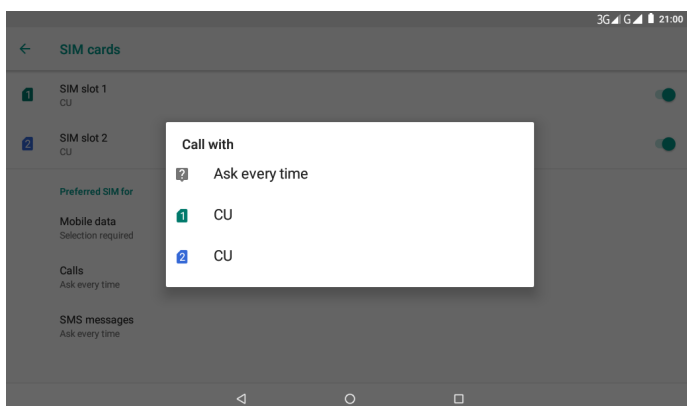 3G G 21:00
SIM cards
1 SIM slot 1
CU
2 SIM slot 2
CU
Preferred SIM for
Mobile data
Selection required
Calls
Ask every time
SMS messages
Ask every time
Call with
? Ask every time
1 CU
2 CU